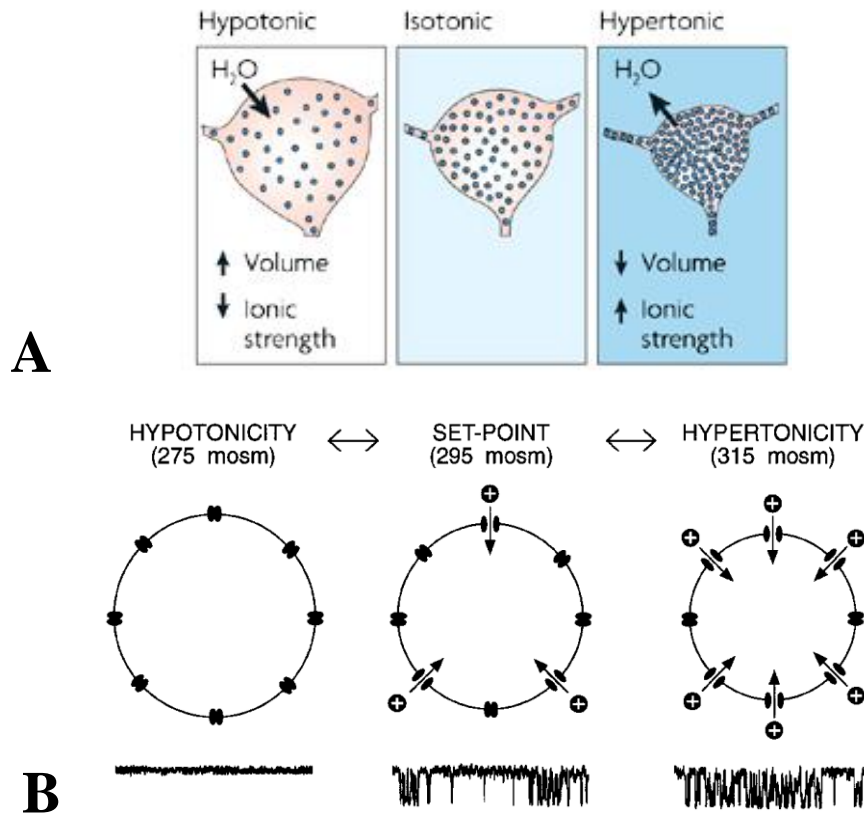 Hypotonic Isotonic Hypertonic
H₂O H₂O
↑ Volume ↓ Volume
↓ Ionic ↑ Ionic
strength strength
A
HYPOTONICITY ↔ SET-POINT ↔ HYPERTONICITY
(275 mosm) (295 mosm) (315 mosm)
+ +
+ +
+ + + +
+
B